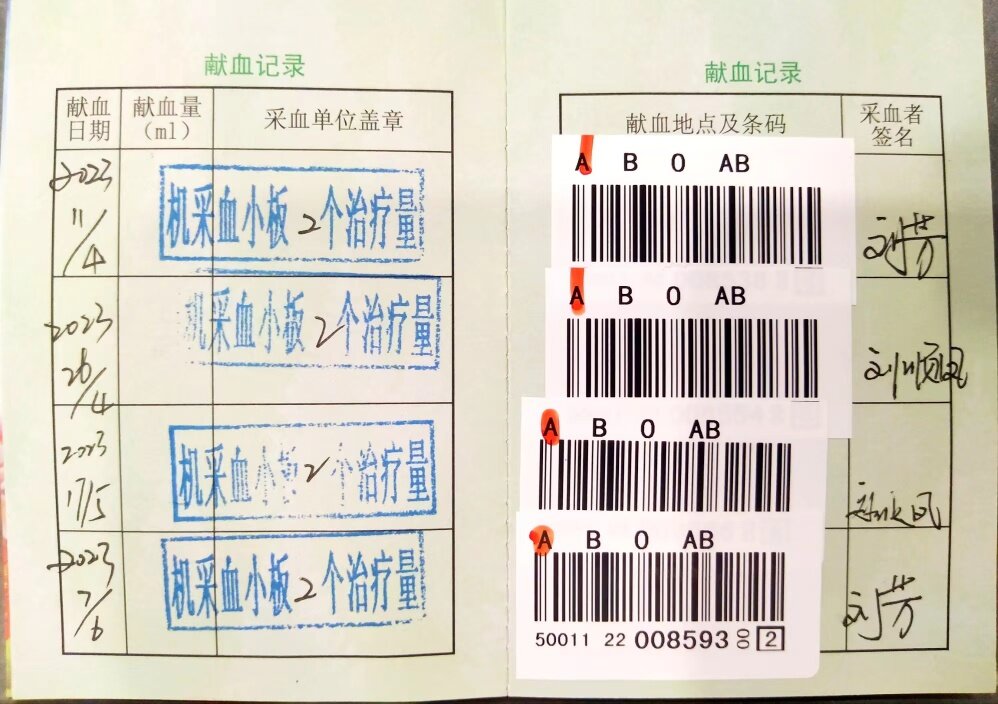 献血记录
献血日期
献血量（ml）
采血单位盖章
2023 11/4
机采血小板2个治疗量
2023 26/4
机采血小板2个治疗量
2023 17/5
机采血小板2个治疗量
2023 7/6
机采血小板2个治疗量
献血记录
献血地点及条码
采血者签名
A B O AB
刘芳
A B O AB
A B O AB
A B O AB
50011 22 008593 00 2
刘芳